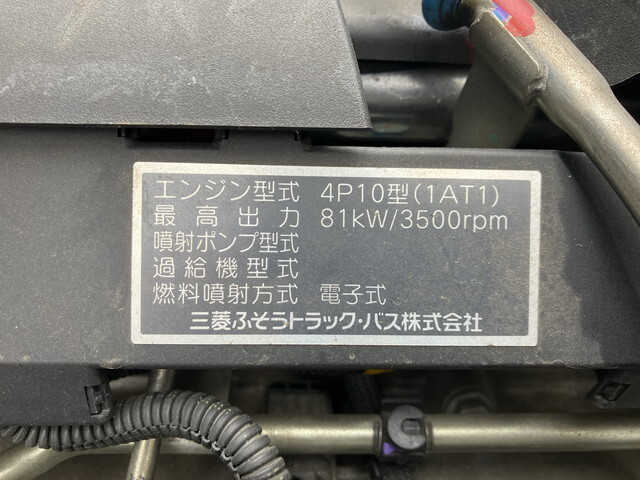 エンジン型式 4P10型(1AT1)
最高出力 81kW/3500rpm
噴射ポンプ型式
過給機型式
燃料噴射方式 電子式
三菱ふそうトラック・バス株式会社